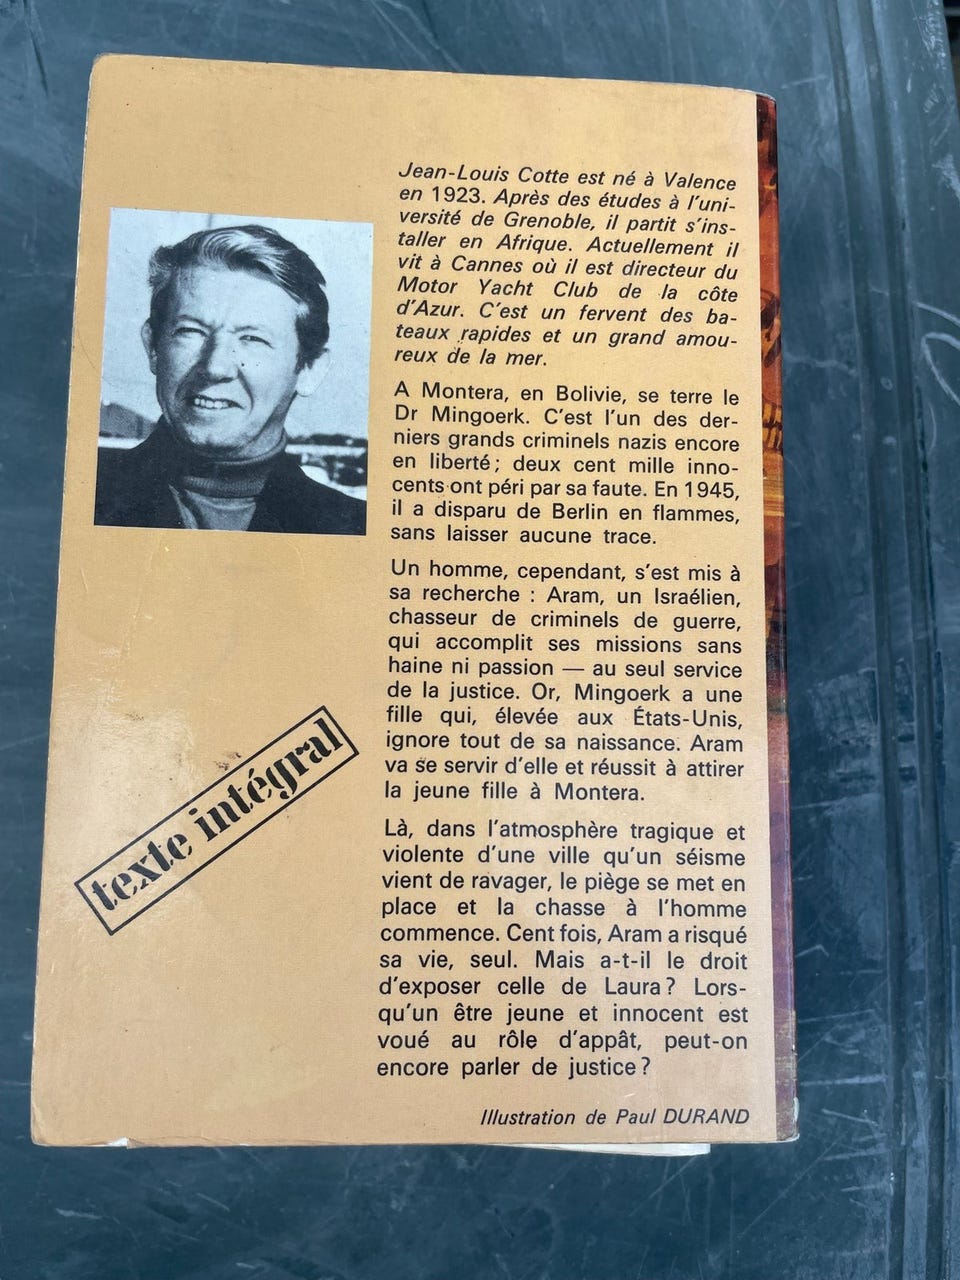 Jean-Louis Cotte est né à Valence
en 1923. Après des études à l'uni-
versité de Grenoble, il partit s'ins-
taller en Afrique. Actuellement il
vit à Cannes où il est directeur du
Motor Yacht Club de la côte
d'Azur. C'est un fervent des ba-
teaux rapides et un grand amou-
reux de la mer.
A Montera, en Bolivie, se terre le
Dr Mingoerk. C'est l'un des der-
niers grands criminels nazis encore
en liberté ; deux cent mille inno-
cents ont péri par sa faute. En 1945,
il a disparu de Berlin en flammes,
sans laisser aucune trace.
Un homme, cependant, s'est mis à
sa recherche : Aram, un Israélien,
chasseur de criminels de guerre,
qui accomplit ses missions sans
haine ni passion — au seul service
de la justice. Or, Mingoerk a une
fille qui, élevée aux États-Unis,
ignore tout de sa naissance. Aram
va se servir d'elle et réussit à attirer
la jeune fille à Montera.
Là, dans l'atmosphère tragique et
violente d'une ville qu'un séisme
vient de ravager, le piège se met en
place et la chasse à l'homme
commence. Cent fois, Aram a risqué
sa vie, seul. Mais a-t-il le droit
d'exposer celle de Laura ? Lors-
qu'un être jeune et innocent est
voué au rôle d'appât, peut-on
encore parler de justice ?
texte intégral
Illustration de Paul DURAND